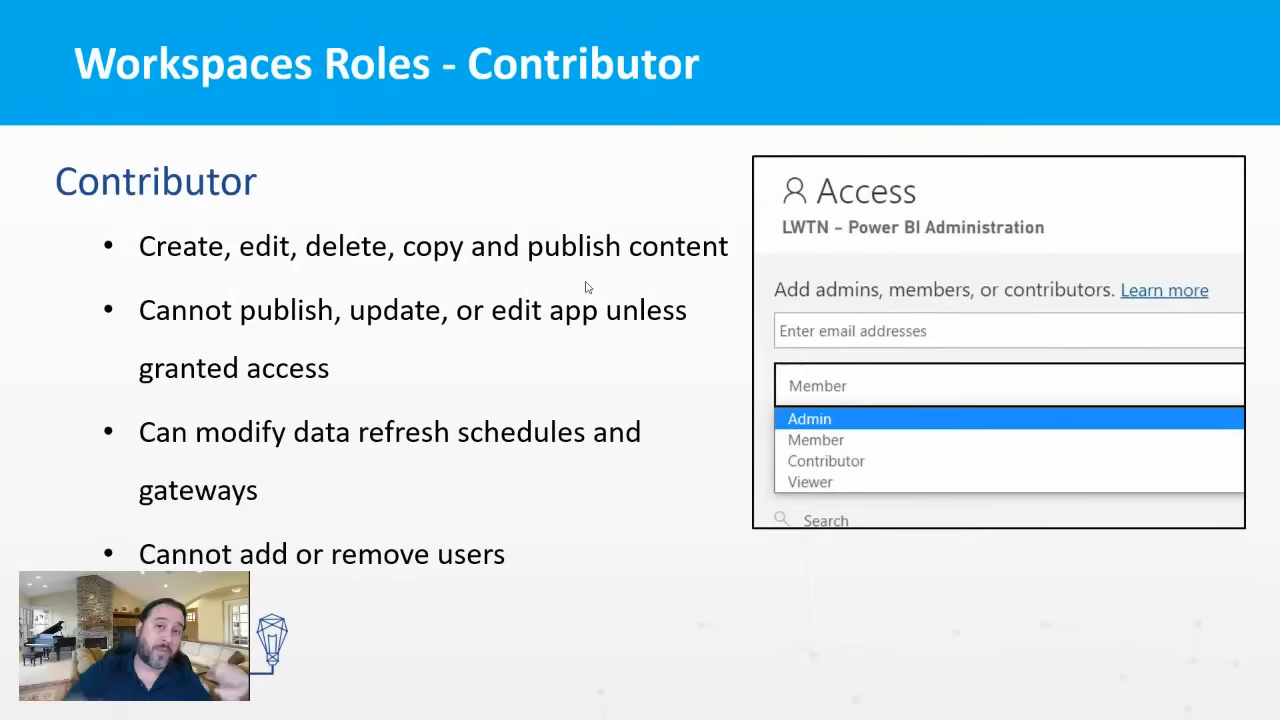 Workspaces Roles - Contributor
Contributor
• Create, edit, delete, copy and publish content
• Cannot publish, update, or edit app unless
granted access
• Can modify data refresh schedules and
gateways
• Cannot add or remove users
Access
LWTN - Power BI Administration
Add admins, members, or contributors. Learn more
Enter email addresses
Member
Admin
Member
Contributor
Viewer
Search